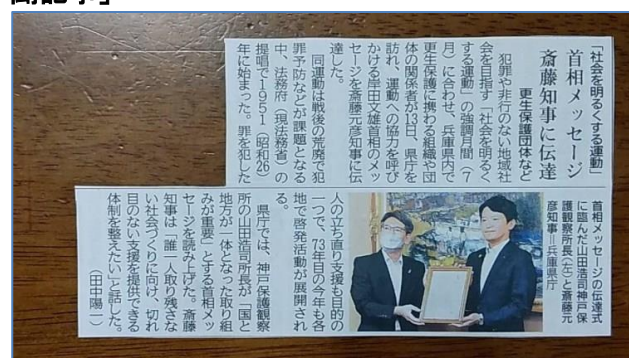 聞記事」
「社会を明るくする運動」
首相メッセージ
斎藤知事に伝達
更生保護団体など
犯罪や非行のない地域社
会を目指す「社会を明るく
する運動」の強調月間(7
月)に合わせ、兵庫県内で
更生保護に携わる組織や団
体の関係者が13日、県庁を
訪れ、運動への協力を呼び
かける岸田文雄首相のメッ
セージを斎藤元彦知事に伝
達した。
同運動は戦後の荒廃で犯
罪予防などが課題となる
中、法務府(現法務省)の
提唱で1951(昭和26)
年に始まった。罪を犯した
人の立ち直り支援も目的の
一つで、73年目の今年も各
地で啓発活動が展開され
る。
県庁では、神戸保護観察
所の山田浩司所長が「国と
地方が一体となった取り組
みが重要」とする首相メッ
セージを読み上げた。斎藤
知事は「誰一人取り残さな
い社会づくりに向け、切れ
目のない支援を提供できる
体制を整えたい」と話した。
(田中陽一)
首相メッセージの伝達式
に臨んだ山田浩司神戸保
護観察所長(左)と斎藤元
彦知事=兵庫県庁